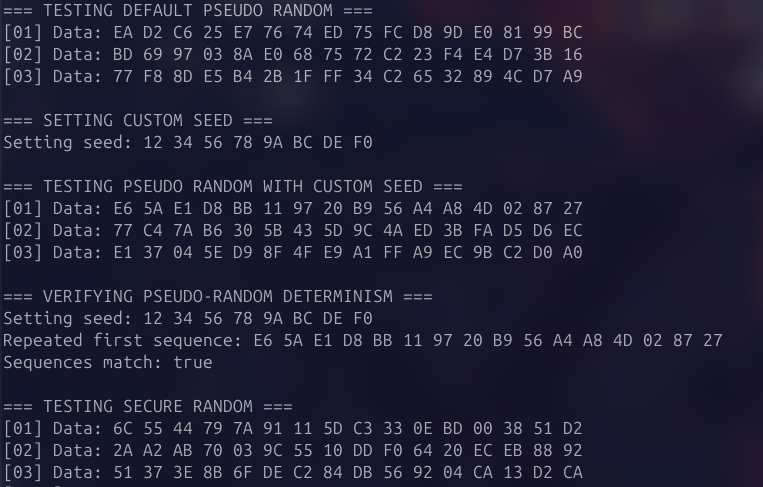 === TESTING DEFAULT PSEUDO RANDOM ===
[01] Data: EA D2 C6 25 E7 76 74 ED 75 FC D8 9D E0 81 99 BC
[02] Data: BD 69 97 03 8A E0 68 75 72 C2 23 F4 E4 D7 3B 16
[03] Data: 77 F8 8D E5 B4 2B 1F FF 34 C2 65 32 89 4C D7 A9
=== SETTING CUSTOM SEED ===
Setting seed: 12 34 56 78 9A BC DE F0
=== TESTING PSEUDO RANDOM WITH CUSTOM SEED ===
[01] Data: E6 5A E1 D8 BB 11 97 20 B9 56 A4 A8 4D 02 87 27
[02] Data: 77 C4 7A B6 30 5B 43 5D 9C 4A ED 3B FA D5 D6 EC
[03] Data: E1 37 04 5E D9 8F 4F E9 A1 FF A9 EC 9B C2 D0 A0
=== VERIFYING PSEUDO-RANDOM DETERMINISM ===
Setting seed: 12 34 56 78 9A BC DE F0
Repeated first sequence: E6 5A E1 D8 BB 11 97 20 B9 56 A4 A8 4D 02 87 27
Sequences match: true
=== TESTING SECURE RANDOM ===
[01] Data: 6C 55 44 79 7A 91 11 5D C3 33 0E BD 00 38 51 D2
[02] Data: 2A A2 AB 70 03 9C 55 10 DD F0 64 20 EC EB 88 92
[03] Data: 51 37 3E 8B 6F DE C2 84 DB 56 92 04 CA 13 D2 CA